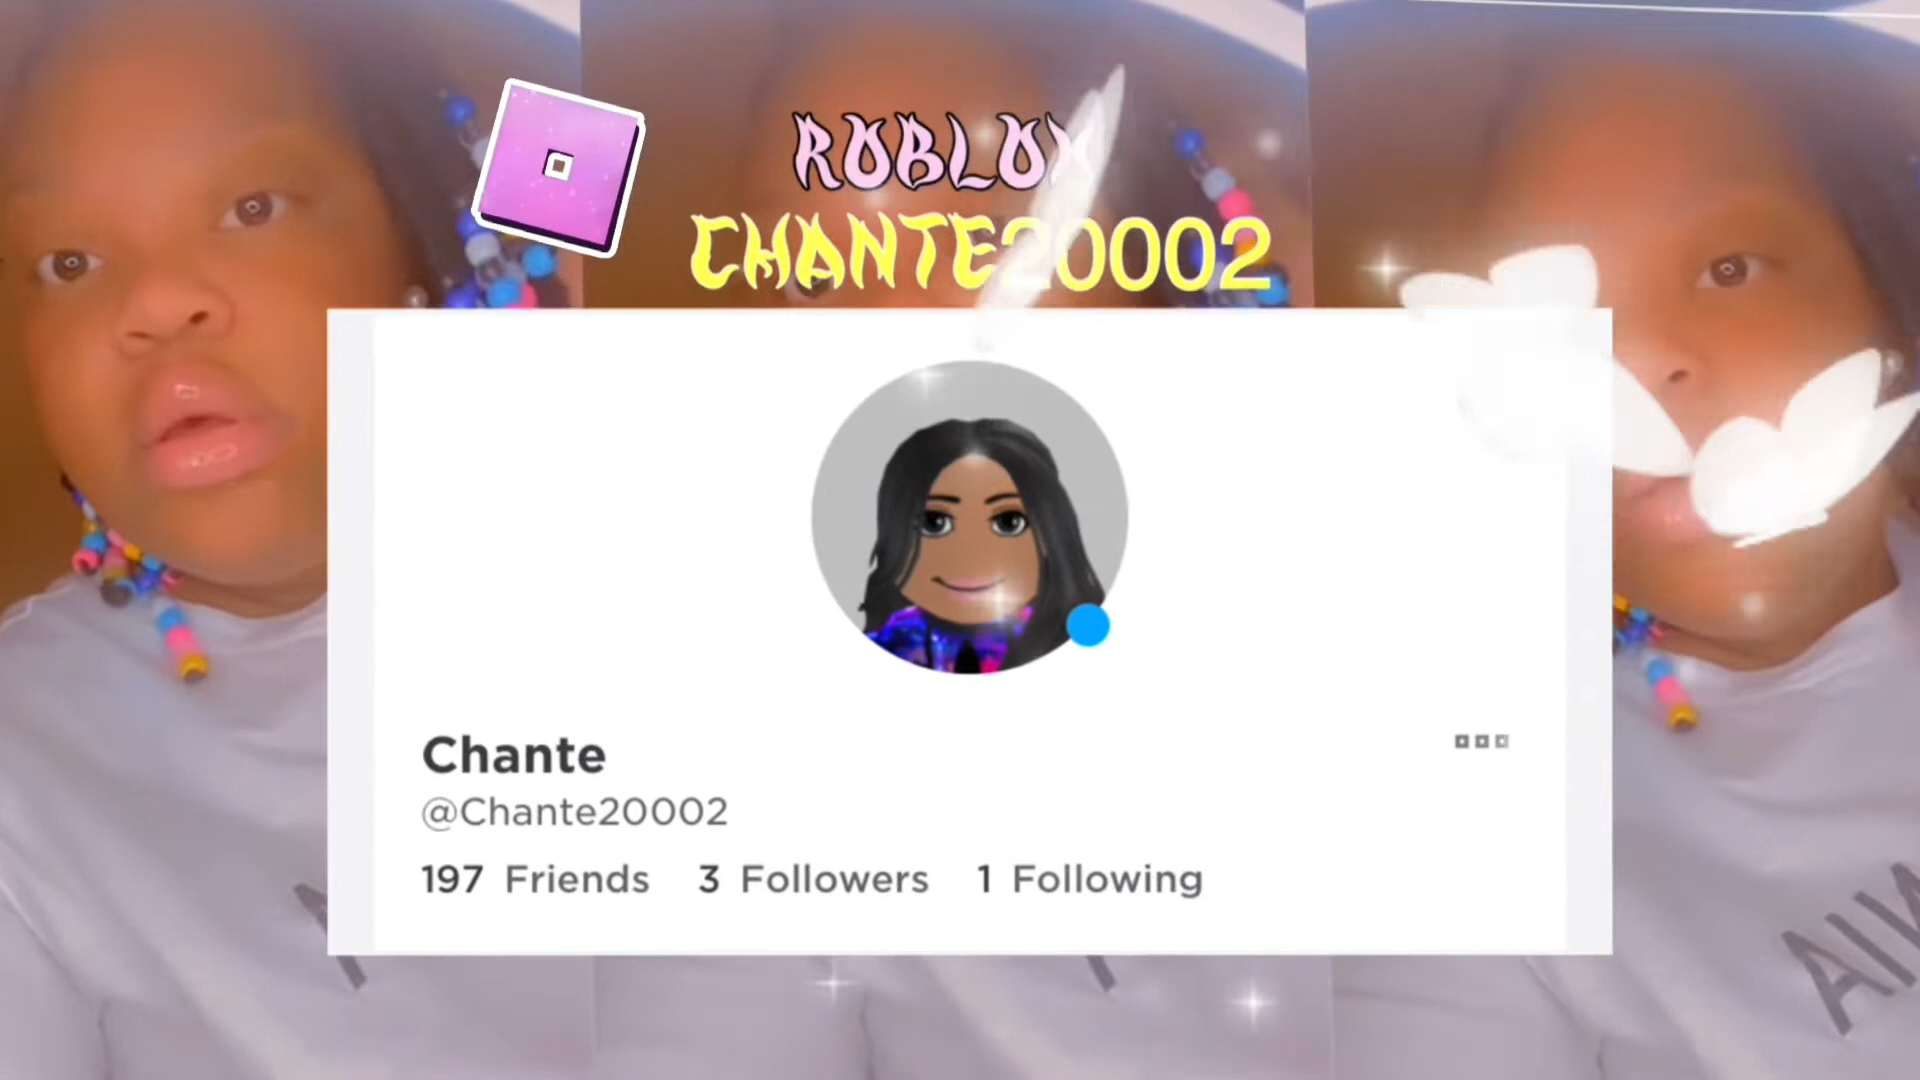 ROBLOX
CHANTE20002
Chante
@Chante20002
197 Friends 3 Followers 1 Following